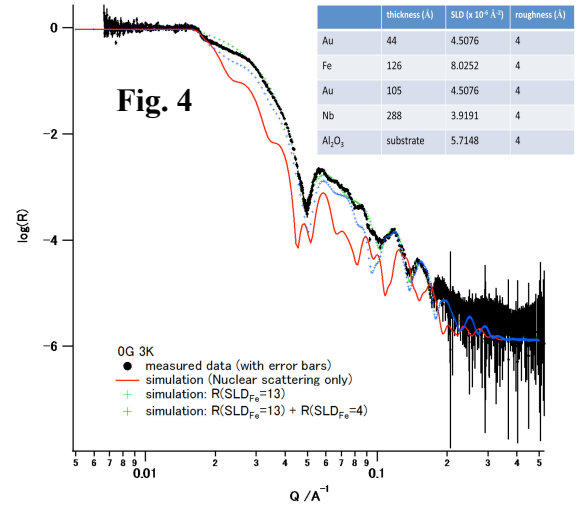 thickness (Å) SLD (x 10⁻⁶ Å⁻²) roughness (Å)
Au 44 4.5076 4
Fe 126 8.0252 4
Au 105 4.5076 4
Nb 288 3.9191 4
Al₂O₃ substrate 5.7148 4
Fig. 4
0
-2
-4
-6
log(R)
0G 3K
measured data (with error bars)
simulation (Nuclear scattering only)
simulation: R(SLD_Fe=13)
simulation: R(SLD_Fe=13) + R(SLD_Fe=4)
5 6 7 8 0.01 2 3 4 5 6 7 8 0.1 2 3 4 5
Q /A⁻¹